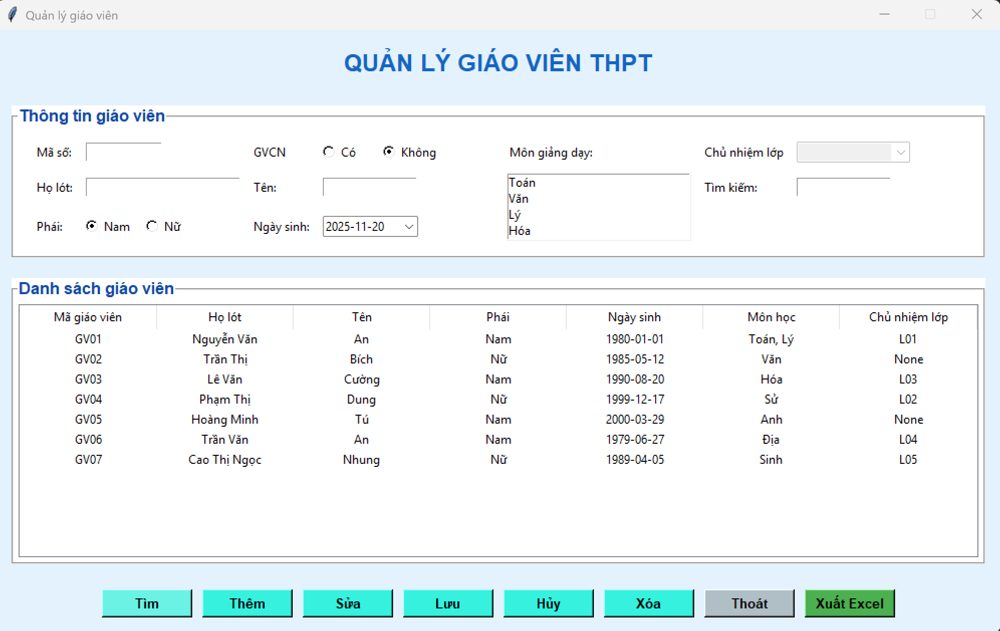 Quản lý giáo viên
QUẢN LÝ GIÁO VIÊN THPT
Thông tin giáo viên
Mã số: GVCN Có Không Môn giảng dạy: Chủ nhiệm lớp
Họ lót: Tên: Tìm kiếm:
Toán
Văn
Lý
Hóa
Phái: Nam Nữ Ngày sinh: 2025-11-20
Danh sách giáo viên
Mã giáo viên Họ lót Tên Phái Ngày sinh Môn học Chủ nhiệm lớp
GV01 Nguyễn Văn An Nam 1980-01-01 Toán, Lý L01
GV02 Trần Thị Bích Nữ 1985-05-12 Văn None
GV03 Lê Văn Cường Nam 1990-08-20 Hóa L03
GV04 Phạm Thị Dung Nữ 1999-12-17 Sử L02
GV05 Hoàng Minh Tú Nam 2000-03-29 Anh None
GV06 Trần Văn An Nam 1979-06-27 Địa L04
GV07 Cao Thị Ngọc Nhung Nữ 1989-04-05 Sinh L05
Tìm Thêm Sửa Lưu Hủy Xóa Thoát Xuất Excel